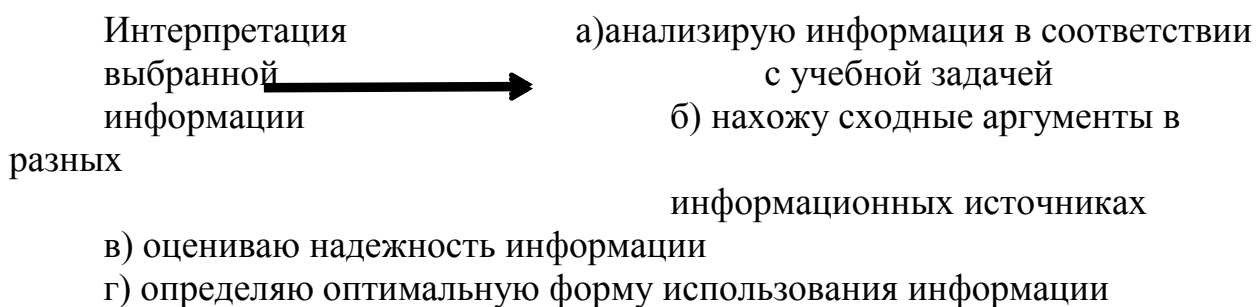 Интерпретация а)анализирую информация в соответствии
выбранной с учебной задачей
информации б) нахожу сходные аргументы в
разных
информационных источниках
в) оцениваю надежность информации
г) определяю оптимальную форму использования информации